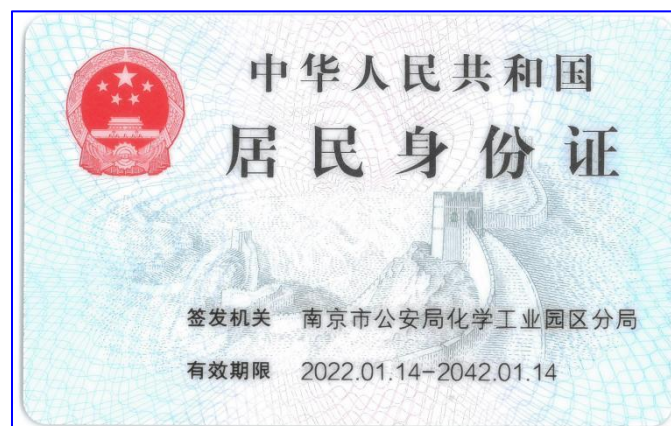 中华人民共和国
居民身份证
签发机关 南京市公安局化学工业园区分局
有效期限 2022.01.14-2042.01.14